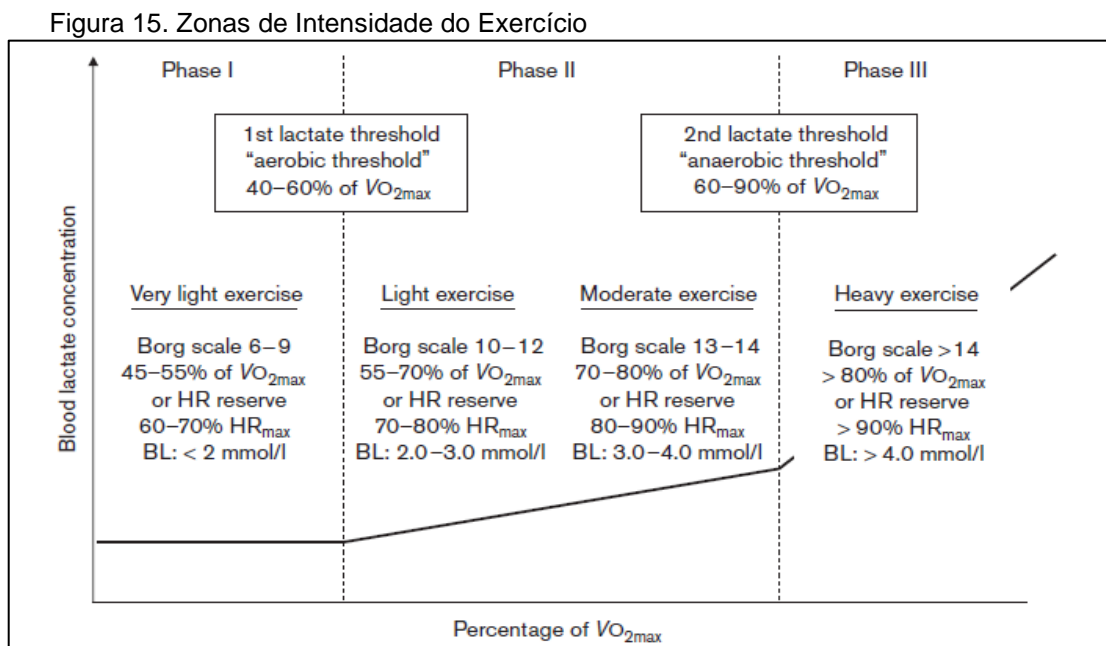 Figura 15. Zonas de Intensidade do Exercício
Phase I
Phase II
Phase III
1st lactate threshold
“aerobic threshold”
40–60% of VO2max
2nd lactate threshold
“anaerobic threshold”
60–90% of VO2max
Blood lactate concentration
Very light exercise
Borg scale 6–9
45–55% of VO2max
or HR reserve
60–70% HRmax
BL: < 2 mmol/l
Light exercise
Borg scale 10–12
55–70% of VO2max
or HR reserve
70–80% HRmax
BL: 2.0–3.0 mmol/l
Moderate exercise
Borg scale 13–14
70–80% of VO2max
or HR reserve
80–90% HRmax
BL: 3.0–4.0 mmol/l
Heavy exercise
Borg scale >14
> 80% of VO2max
or HR reserve
> 90% HRmax
BL: > 4.0 mmol/l
Percentage of VO2max